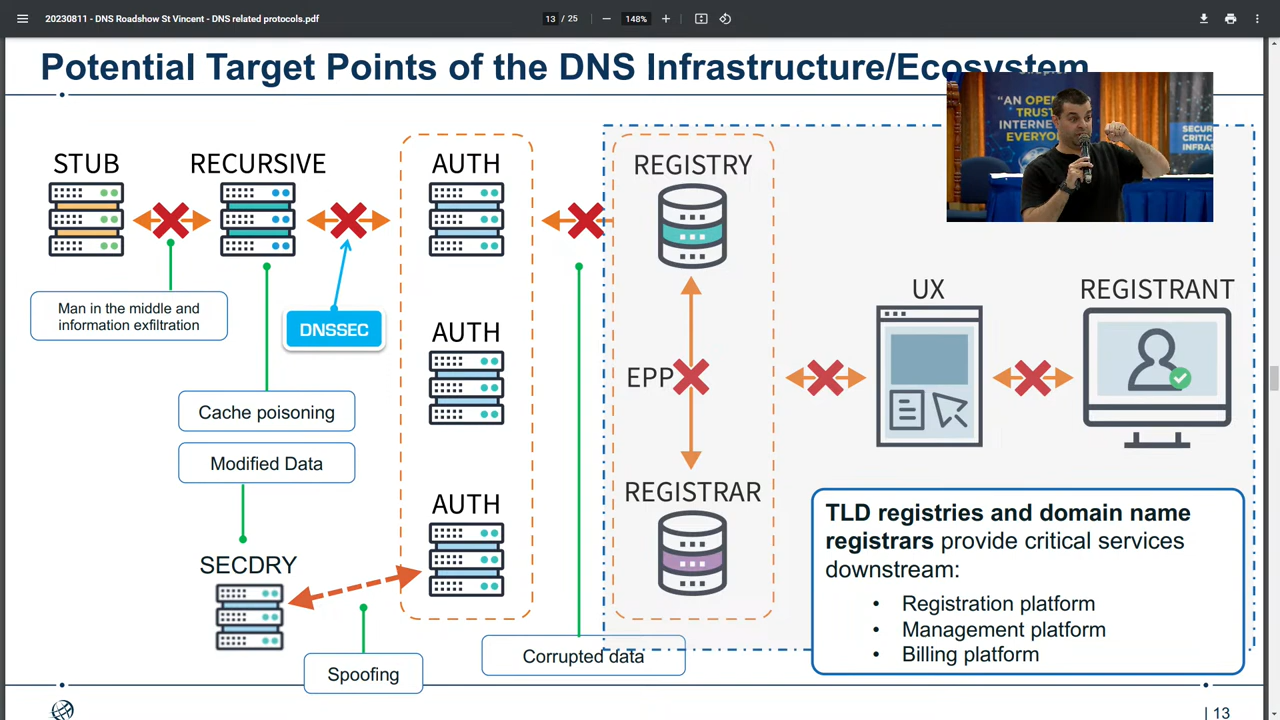 20230811 - DNS Roadshow St Vincent - DNS related protocols.pdf
13 / 25
148%
Potential Target Points of the DNS Infrastructure/Ecosystem
"AN OPE
TRUST
INTERNE
EVERYO
SECUR
CRITIC
INFRAS
STUB
RECURSIVE
AUTH
REGISTRY
Man in the middle and
information exfiltration
DNSSEC
UX
REGISTRANT
AUTH
EPP
Cache poisoning
Modified Data
AUTH
REGISTRAR
SECDRY
TLD registries and domain name
registrars provide critical services
downstream:
• Registration platform
• Management platform
• Billing platform
Corrupted data
Spoofing
| 13